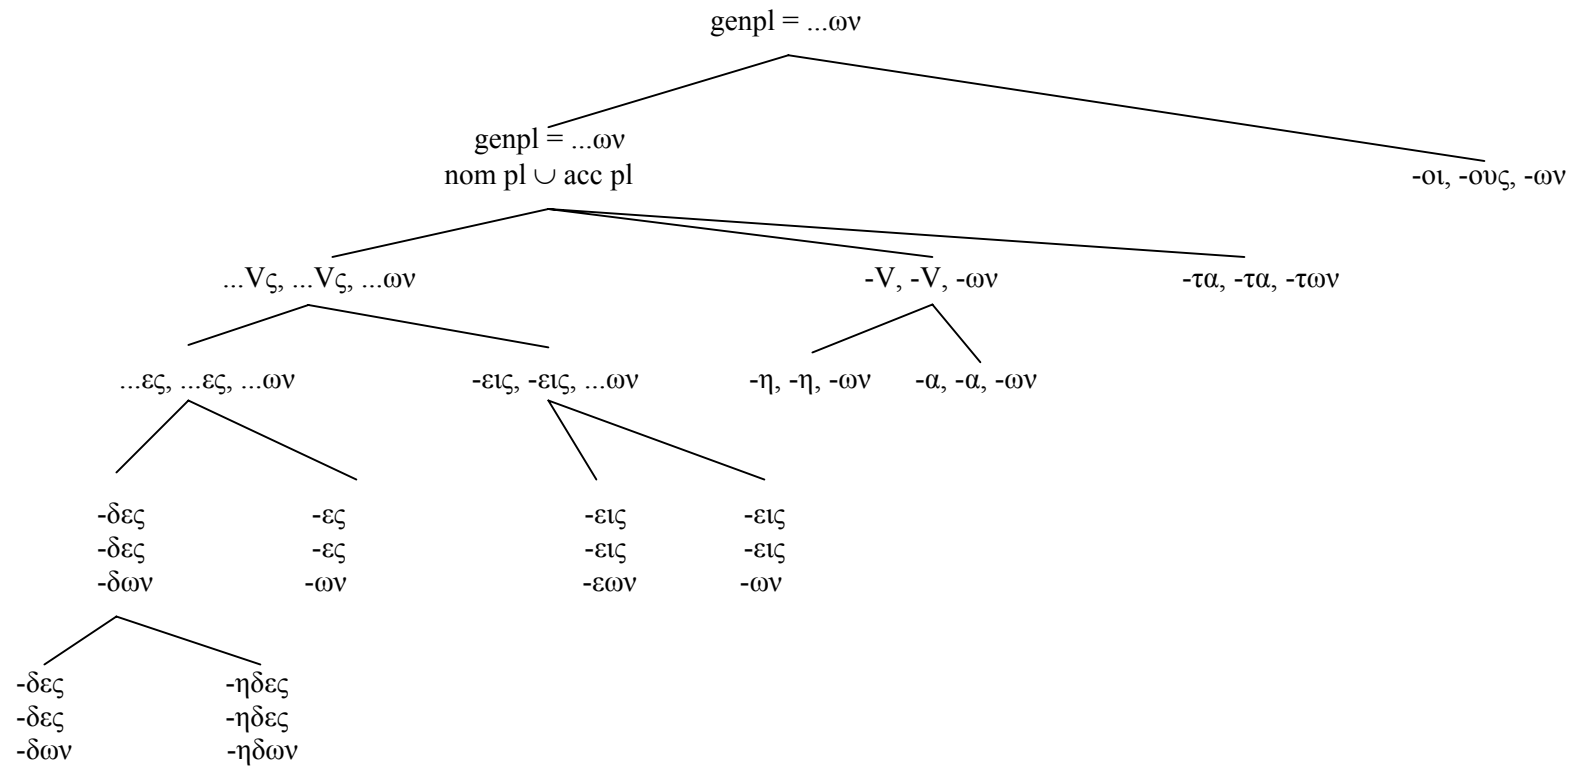 genpl = ...ων
genpl = ...ων
nom pl ∪ acc pl
-οι, -ους, -ων
...Vς, ...Vς, ...ων
-V, -V, -ων
-τα, -τα, -των
...ες, ...ες, ...ων
-εις, -εις, ...ων
-η, -η, -ων
-α, -α, -ων
-δες
-δες
-δων
-ες
-ες
-ων
-εις
-εις
-εων
-εις
-εις
-ων
-δες
-δες
-δων
-ηδες
-ηδες
-ηδων